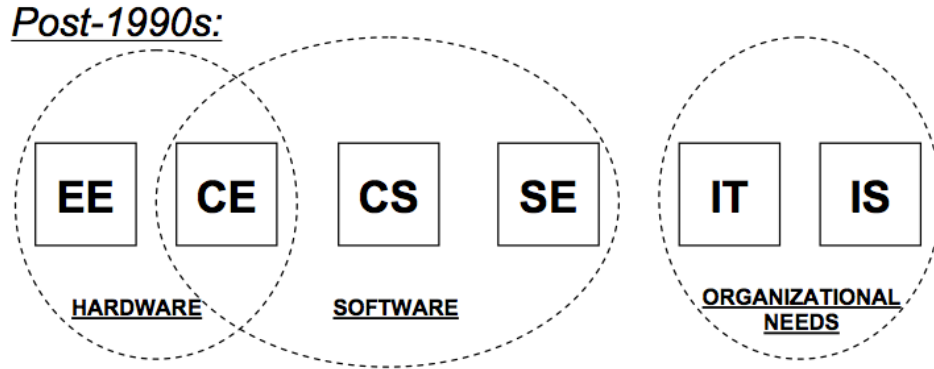 Post-1990s:
EE CE CS SE IT IS
HARDWARE SOFTWARE ORGANIZATIONAL
NEEDS